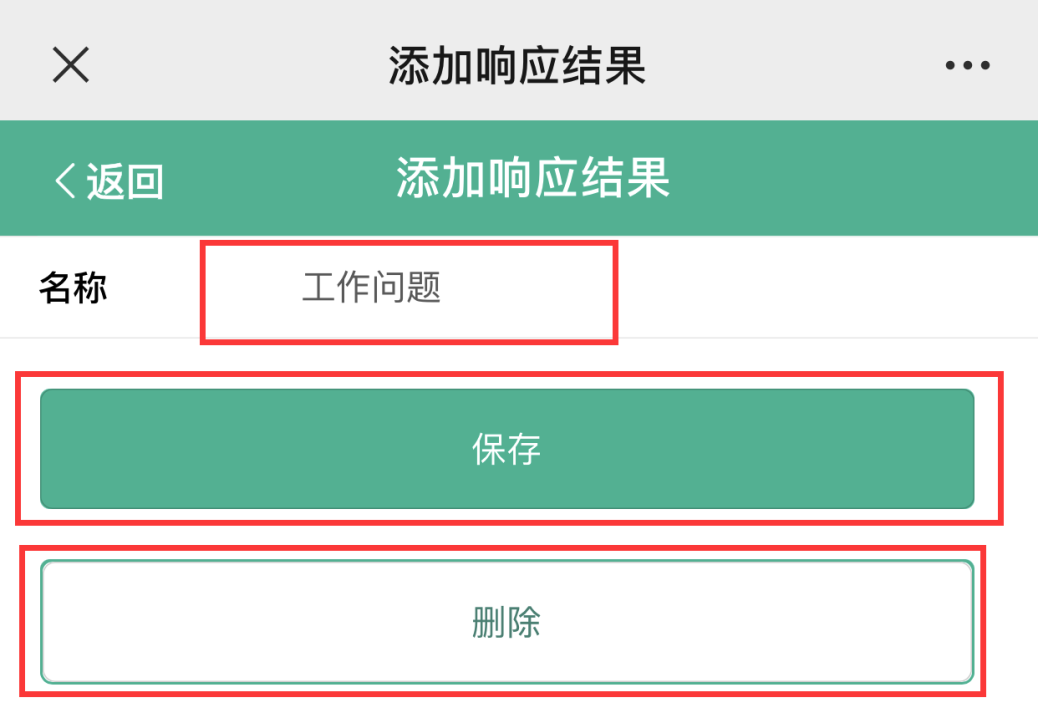 添加响应结果
返回 添加响应结果
名称 工作问题
保存
删除